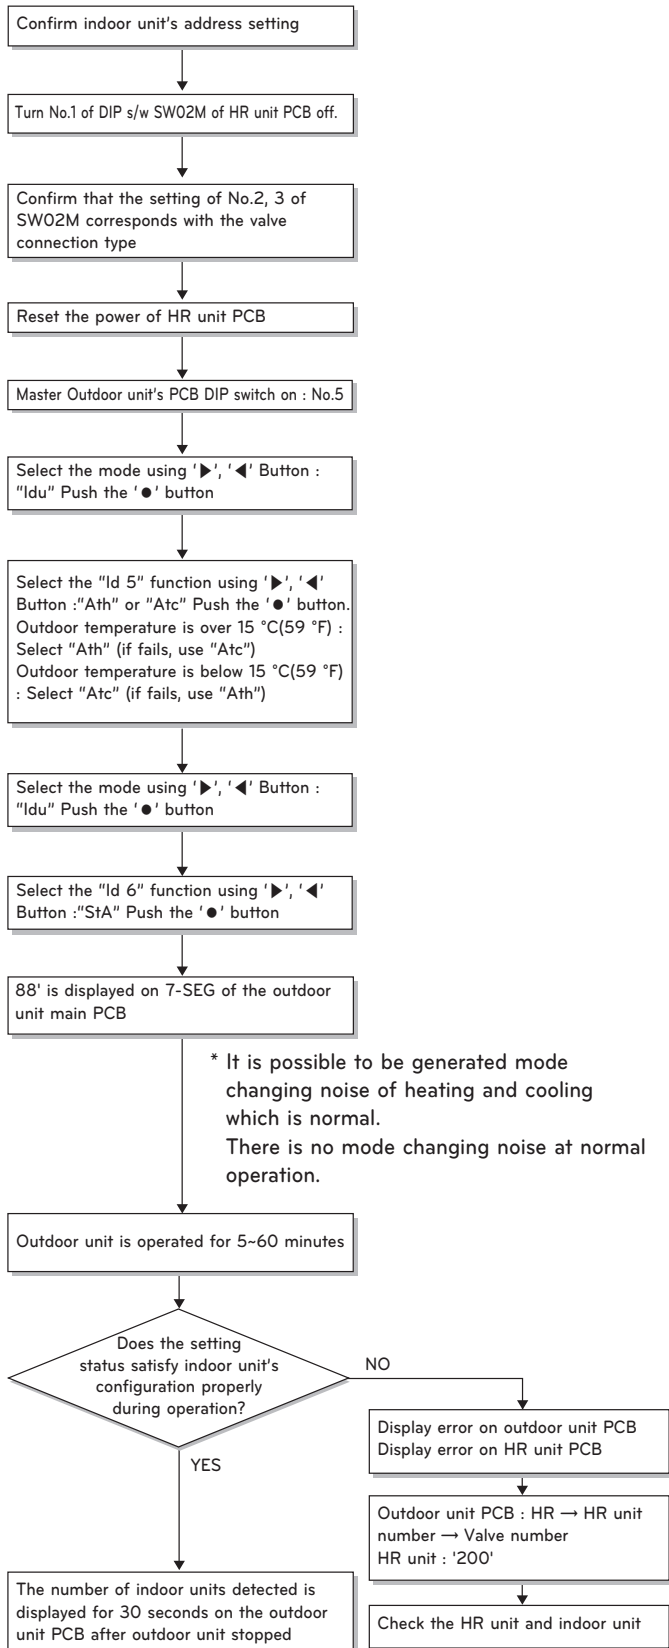 Confirm indoor unit's address setting
Turn No.1 of DIP s/w SW02M of HR unit PCB off.
Confirm that the setting of No.2, 3 of
SW02M corresponds with the valve
connection type
Reset the power of HR unit PCB
Master Outdoor unit's PCB DIP switch on : No.5
Select the mode using '▶', '◀' Button :
"Idu" Push the '●' button
Select the "Id 5" function using '▶', '◀'
Button :"Ath" or "Atc" Push the '●' button.
Outdoor temperature is over 15 °C(59 °F) :
Select "Ath" (if fails, use "Atc")
Outdoor temperature is below 15 °C(59 °F)
: Select "Atc" (if fails, use "Ath")
Select the mode using '▶', '◀' Button :
"Idu" Push the '●' button
Select the "Id 6" function using '▶', '◀'
Button :"StA" Push the '●' button
88' is displayed on 7-SEG of the outdoor
unit main PCB
* It is possible to be generated mode
changing noise of heating and cooling
which is normal.
There is no mode changing noise at normal
operation.
Outdoor unit is operated for 5~60 minutes
Does the setting
status satisfy indoor unit's
configuration properly
during operation?
NO
YES
Display error on outdoor unit PCB
Display error on HR unit PCB
Outdoor unit PCB : HR → HR unit
number → Valve number
HR unit : '200'
Check the HR unit and indoor unit
The number of indoor units detected is
displayed for 30 seconds on the outdoor
unit PCB after outdoor unit stopped